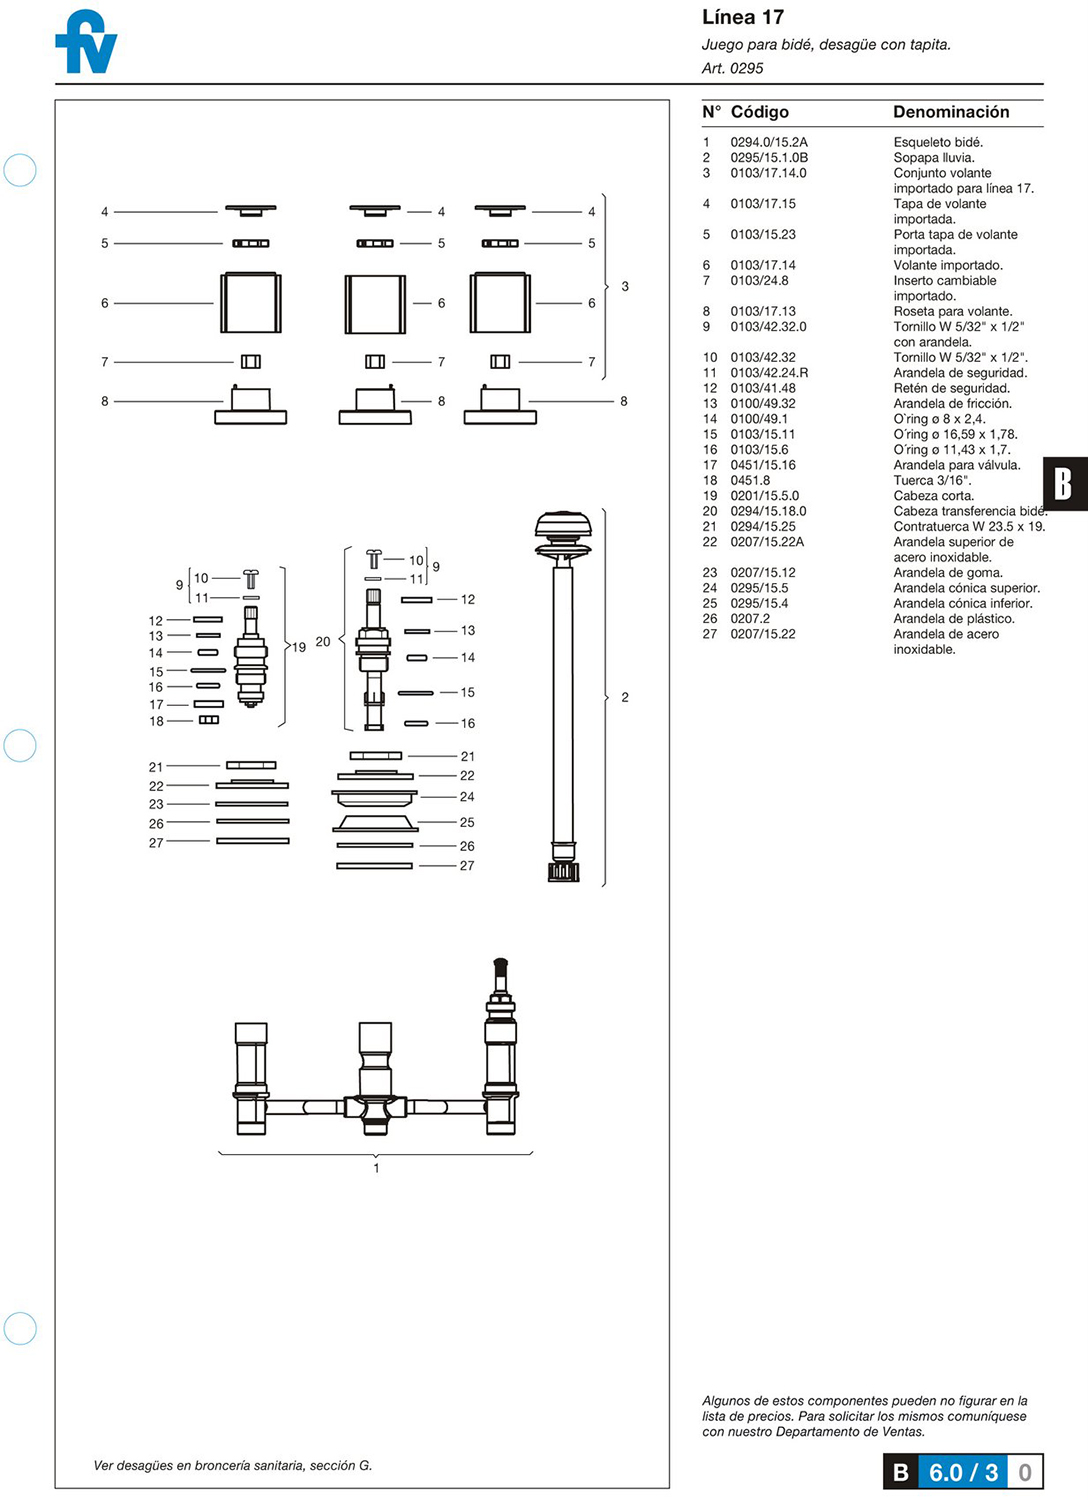 fv
Línea 17
Juego para bidé, desagüe con tapita.
Art. 0295
N° Código Denominación
1 0294.0/15.2A Esqueleto bidé.
2 0295/15.1.0B Sopapa lluvia.
3 0103/17.14.0 Conjunto volante
importado para línea 17.
4 0103/17.15 Tapa de volante
importada.
5 0103/15.23 Porta tapa de volante
importada.
6 0103/17.14 Volante importado.
7 0103/24.8 Inserto cambiable
importado.
8 0103/17.13 Roseta para volante.
9 0103/42.32.0 Tornillo W 5/32" x 1/2"
con arandela.
10 0103/42.32 Tornillo W 5/32" x 1/2".
11 0103/42.24.R Arandela de seguridad.
12 0103/41.48 Retén de seguridad.
13 0100/49.32 Arandela de fricción.
14 0100/49.1 O`ring ø 8 x 2,4.
15 0103/15.11 O´ring ø 16,59 x 1,78.
16 0103/15.6 O´ring ø 11,43 x 1,7.
17 0451/15.16 Arandela para válvula.
18 0451.8 Tuerca 3/16".
19 0201/15.5.0 Cabeza corta.
20 0294/15.18.0 Cabeza transferencia bidé.
21 0294/15.25 Contratuerca W 23.5 x 19.
22 0207/15.22A Arandela superior de
acero inoxidable.
23 0207/15.12 Arandela de goma.
24 0295/15.5 Arandela cónica superior.
25 0295/15.4 Arandela cónica inferior.
26 0207.2 Arandela de plástico.
27 0207/15.22 Arandela de acero
inoxidable.
B
4 4 4
5 5 5
6 6 6
3
7 7 7
8 8 8
10 9
11
9 10
11
12 12
13 13
14 14
19 20
15 15
16 16
17
18
2
21 21
22 22
23 24
26 25
27 26
27
1
Algunos de estos componentes pueden no figurar en la
lista de precios. Para solicitar los mismos comuníquese
con nuestro Departamento de Ventas.
Ver desagües en broncería sanitaria, sección G.
B 6.0 / 3 0